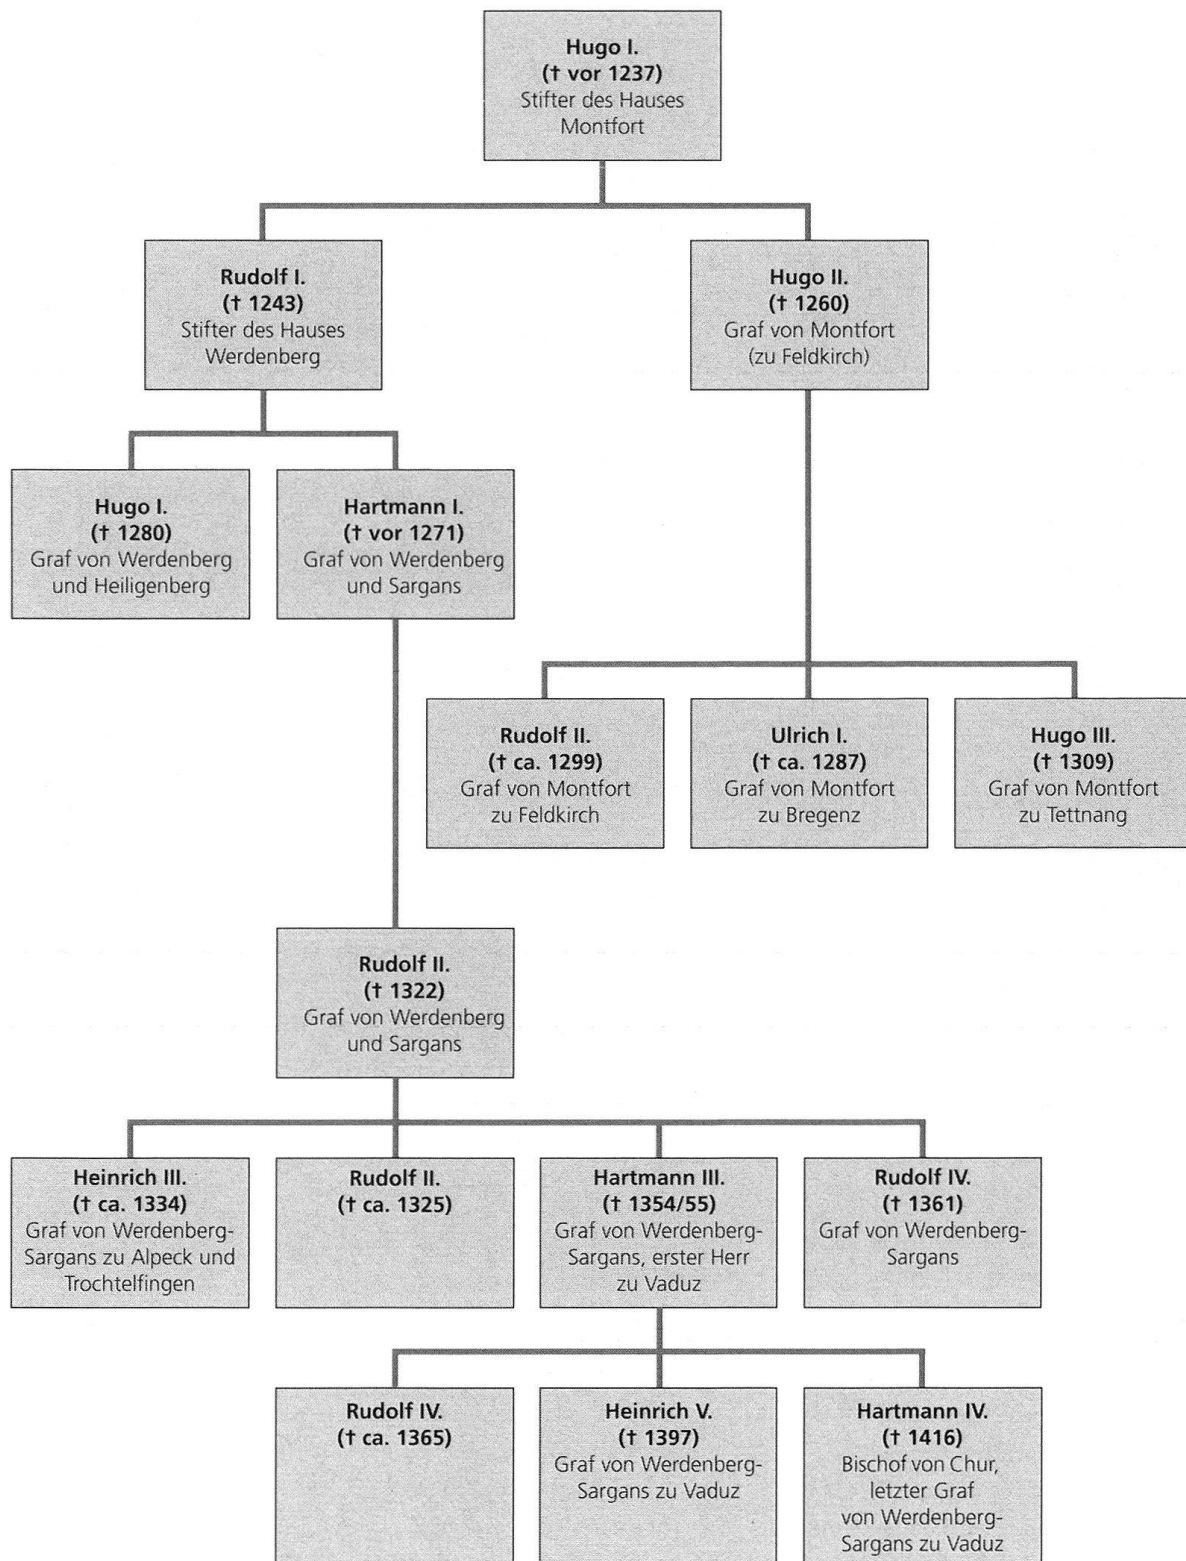 Hugo I.
(† vor 1237)
Stifter des Hauses
Montfort
Rudolf I.
(† 1243)
Stifter des Hauses
Werdenberg
Hugo II.
(† 1260)
Graf von Montfort
(zu Feldkirch)
Hugo I.
(† 1280)
Graf von Werdenberg
und Heiligenberg
Hartmann I.
(† vor 1271)
Graf von Werdenberg
und Sargans
Rudolf II.
(† ca. 1299)
Graf von Montfort
zu Feldkirch
Ulrich I.
(† ca. 1287)
Graf von Montfort
zu Bregenz
Hugo III.
(† 1309)
Graf von Montfort
zu Tettnang
Rudolf II.
(† 1322)
Graf von Werdenberg
und Sargans
Heinrich III.
(† ca. 1334)
Graf von Werdenberg-
Sargans zu Alpeck und
Trochtelfingen
Rudolf II.
(† ca. 1325)
Hartmann III.
(† 1354/55)
Graf von Werdenberg-
Sargans, erster Herr
zu Vaduz
Rudolf IV.
(† 1361)
Graf von Werdenberg-
Sargans
Rudolf IV.
(† ca. 1365)
Heinrich V.
(† 1397)
Graf von Werdenberg-
Sargans zu Vaduz
Hartmann IV.
(† 1416)
Bischof von Chur,
letzter Graf
von Werdenberg-
Sargans zu Vaduz